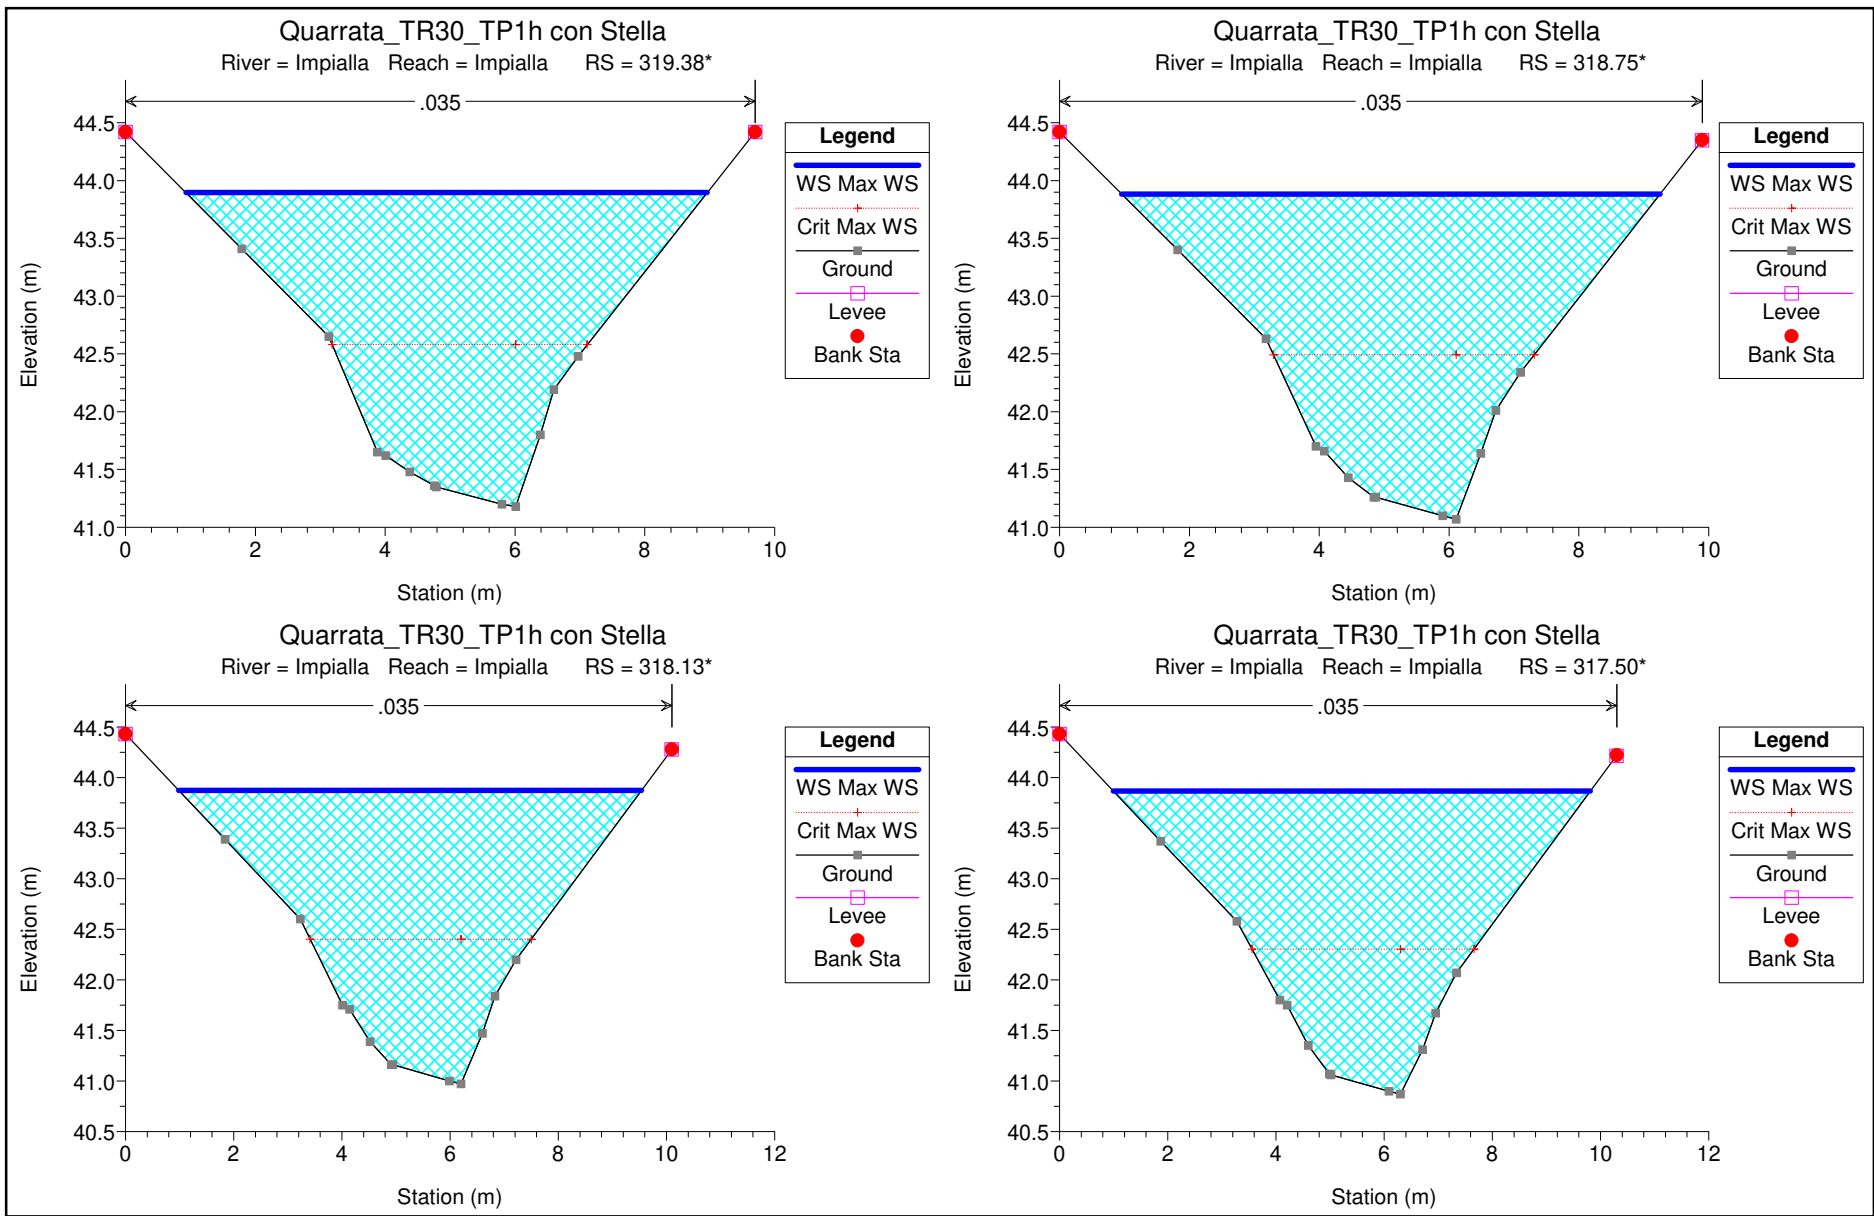 Quarrata_TR30_TP1h con Stella
River = Impialla Reach = Impialla RS = 319.38*
.035
44.5
44.0
43.5
43.0
42.5
42.0
41.5
41.0
0 2 4 6 8 10
Elevation (m)
Station (m)
Legend
WS Max WS
Crit Max WS
Ground
Levee
Bank Sta
Quarrata_TR30_TP1h con Stella
River = Impialla Reach = Impialla RS = 318.75*
.035
44.5
44.0
43.5
43.0
42.5
42.0
41.5
41.0
0 2 4 6 8 10
Elevation (m)
Station (m)
Legend
WS Max WS
Crit Max WS
Ground
Levee
Bank Sta
Quarrata_TR30_TP1h con Stella
River = Impialla Reach = Impialla RS = 318.13*
.035
44.5
44.0
43.5
43.0
42.5
42.0
41.5
41.0
40.5
0 2 4 6 8 10 12
Elevation (m)
Station (m)
Legend
WS Max WS
Crit Max WS
Ground
Levee
Bank Sta
Quarrata_TR30_TP1h con Stella
River = Impialla Reach = Impialla RS = 317.50*
.035
44.5
44.0
43.5
43.0
42.5
42.0
41.5
41.0
40.5
0 2 4 6 8 10 12
Elevation (m)
Station (m)
Legend
WS Max WS
Crit Max WS
Ground
Levee
Bank Sta